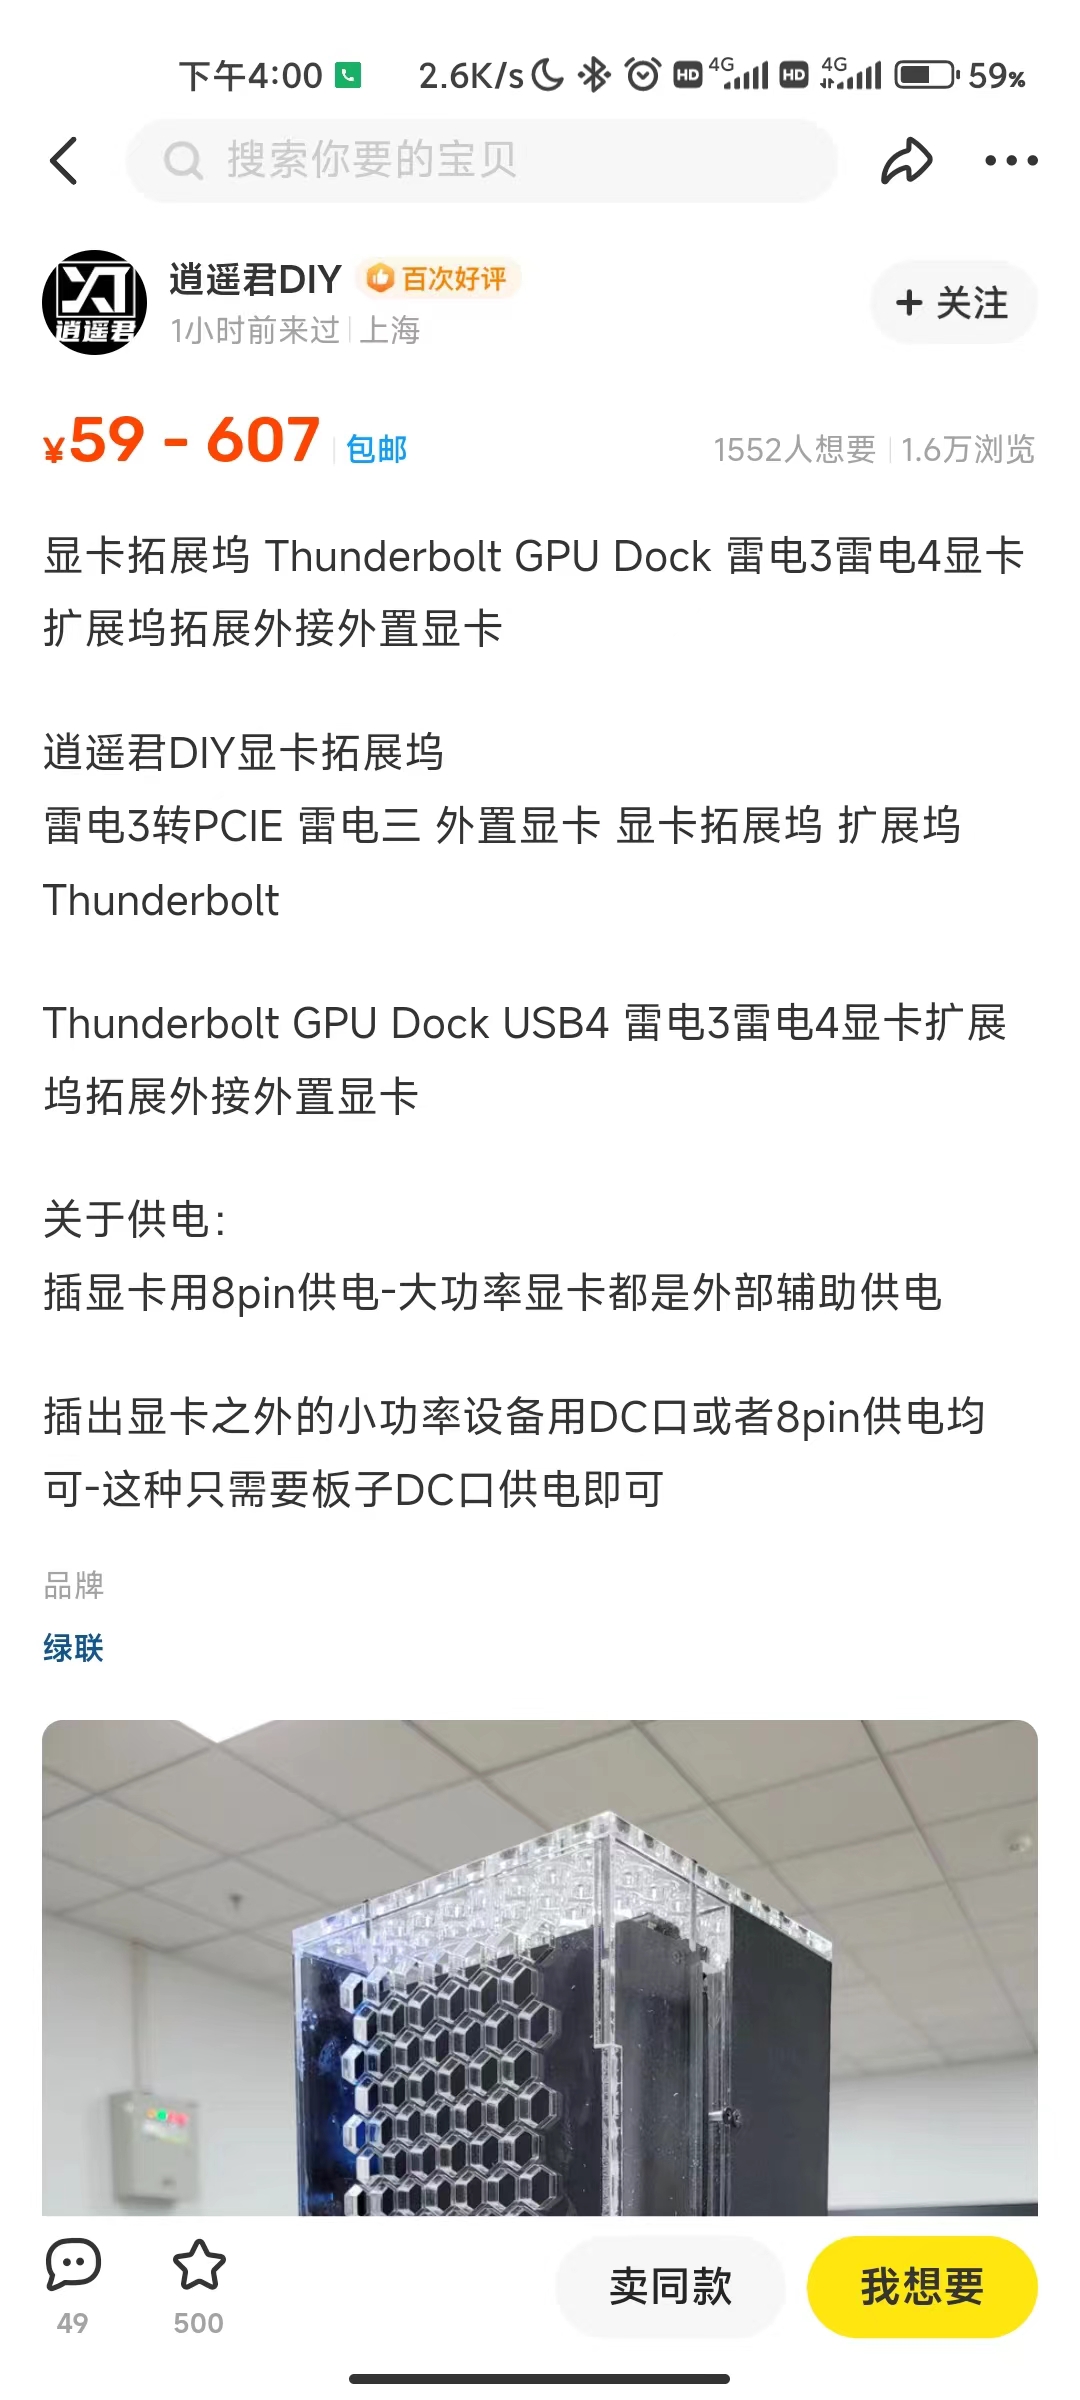 下午4:00 2.6K/s HD 4G HD 4G 59%
搜索你要的宝贝
逍遥君DIY 百次好评
逍遥君
1小时前来过 上海
+ 关注
¥59 - 607 包邮 1552人想要 1.6万浏览
显卡拓展坞 Thunderbolt GPU Dock 雷电3雷电4显卡
扩展坞拓展外接外置显卡
逍遥君DIY显卡拓展坞
雷电3转PCIE 雷电三 外置显卡 显卡拓展坞 扩展坞
Thunderbolt
Thunderbolt GPU Dock USB4 雷电3雷电4显卡扩展
坞拓展外接外置显卡
关于供电:
插显卡用8pin供电-大功率显卡都是外部辅助供电
插出显卡之外的小功率设备用DC口或者8pin供电均
可-这种只需要板子DC口供电即可
品牌
绿联
49 500 卖同款 我想要